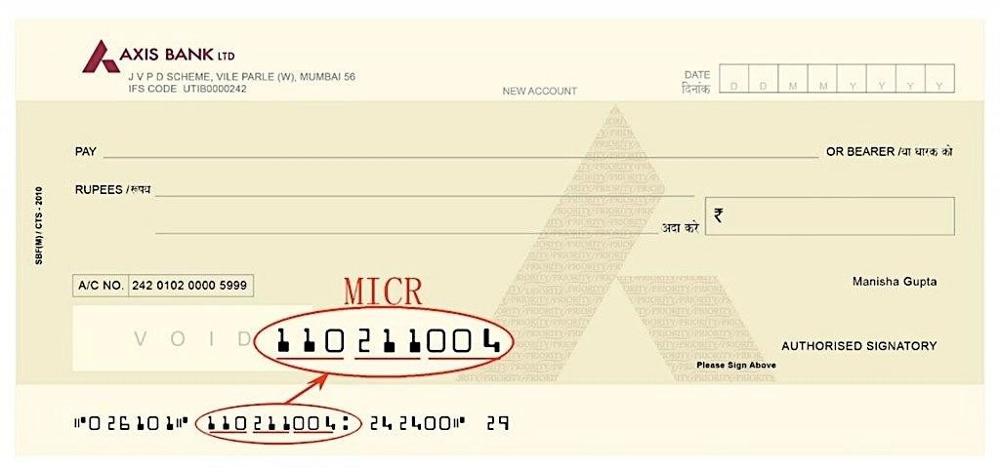 AXIS BANK LTD
J V P D SCHEME, VILE PARLE (W), MUMBAI 56
IFS CODE UTIB0000242
NEW ACCOUNT
DATE
दिनांक
D D M M Y Y Y Y
PAY
OR BEARER /या धारक को
RUPEES /रूपय
अदा करे
₹
SBF(M) / CTS - 2010
A/C NO. 242 0102 0000 5999
MICR
Manisha Gupta
VOID
110211004
AUTHORISED SIGNATORY
Please Sign Above
⑈026101⑈ 110211004⑆ 242400⑈ 29
PRIORITY